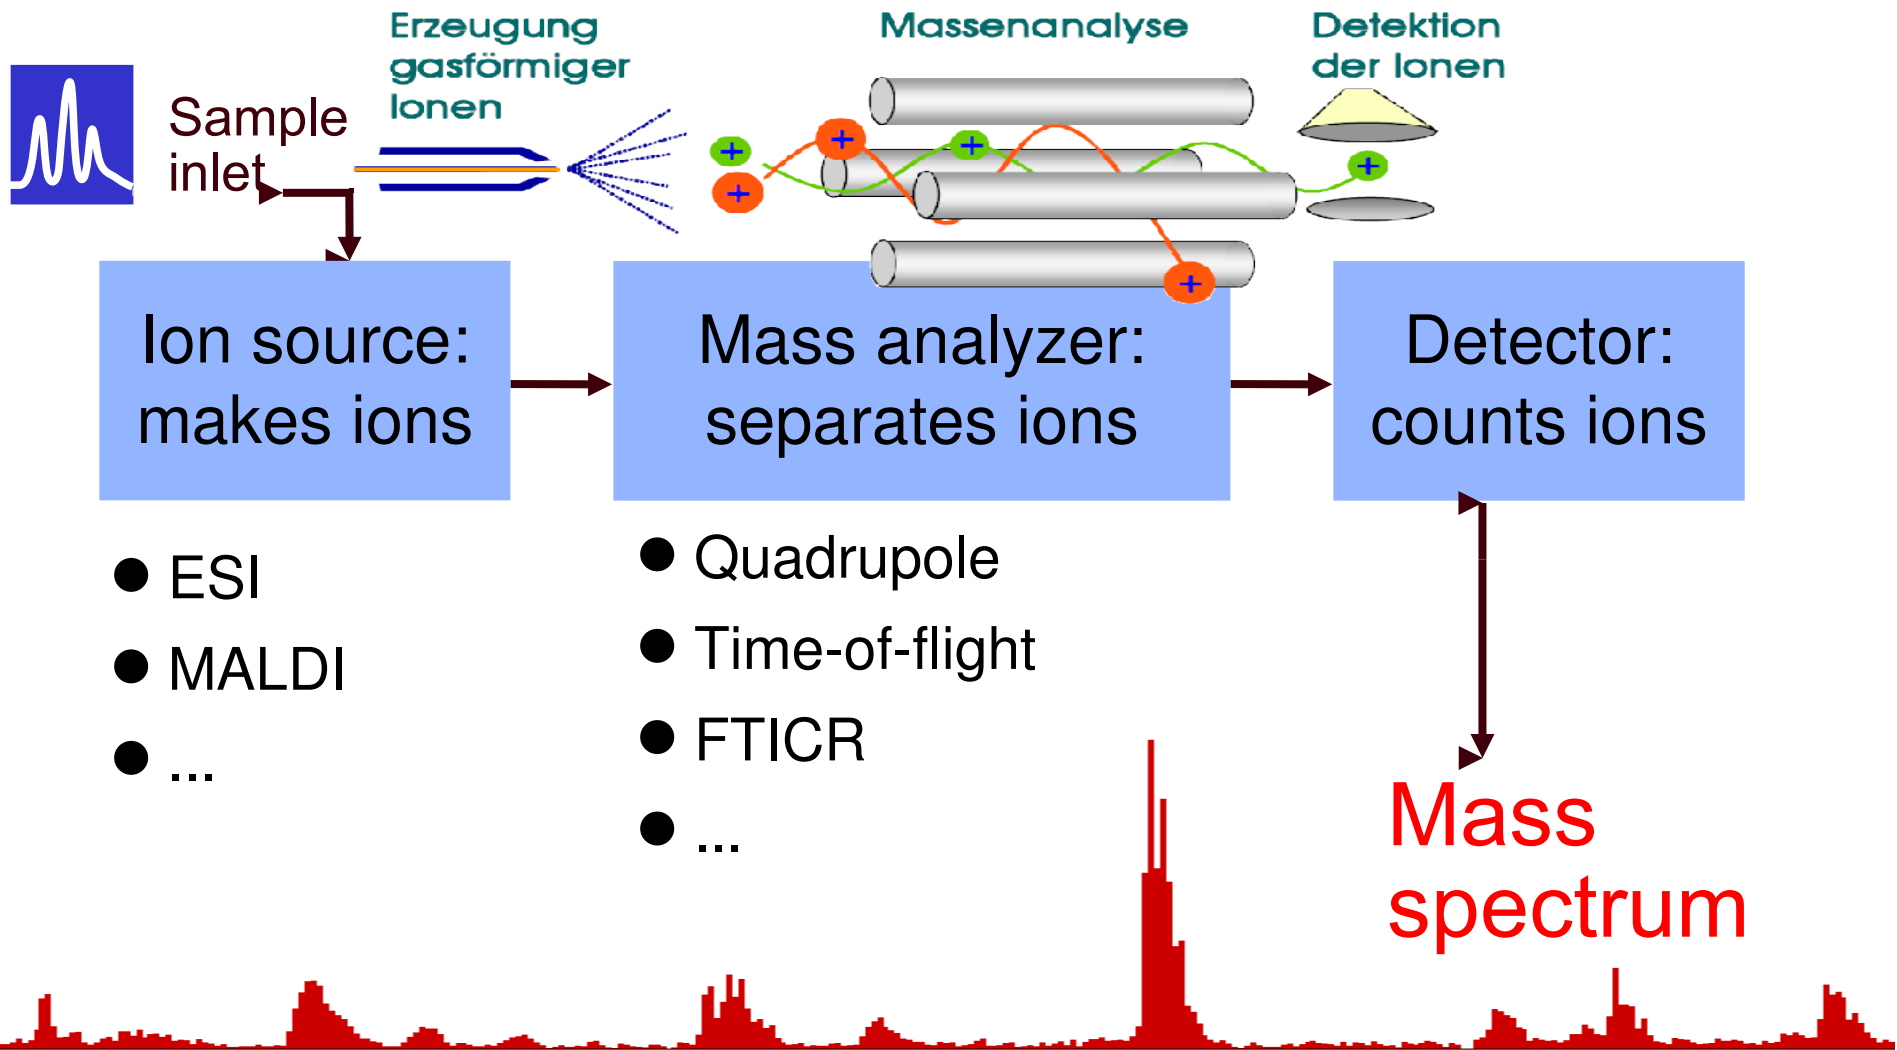 Erzeugung
gasförmiger
Ionen
Massenanalyse
Detektion
der Ionen
Sample
inlet
+
+
+
+
+
+
Ion source:
makes ions
Mass analyzer:
separates ions
Detector:
counts ions
● ESI
● MALDI
● ...
● Quadrupole
● Time-of-flight
● FTICR
● ...
Mass
spectrum